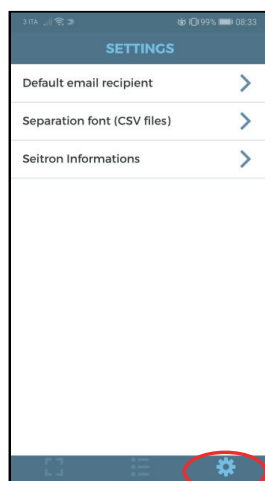 3 ITA 99% 08:33
SETTINGS
Default email recipient
Separation font (CSV files)
Seitron Informations